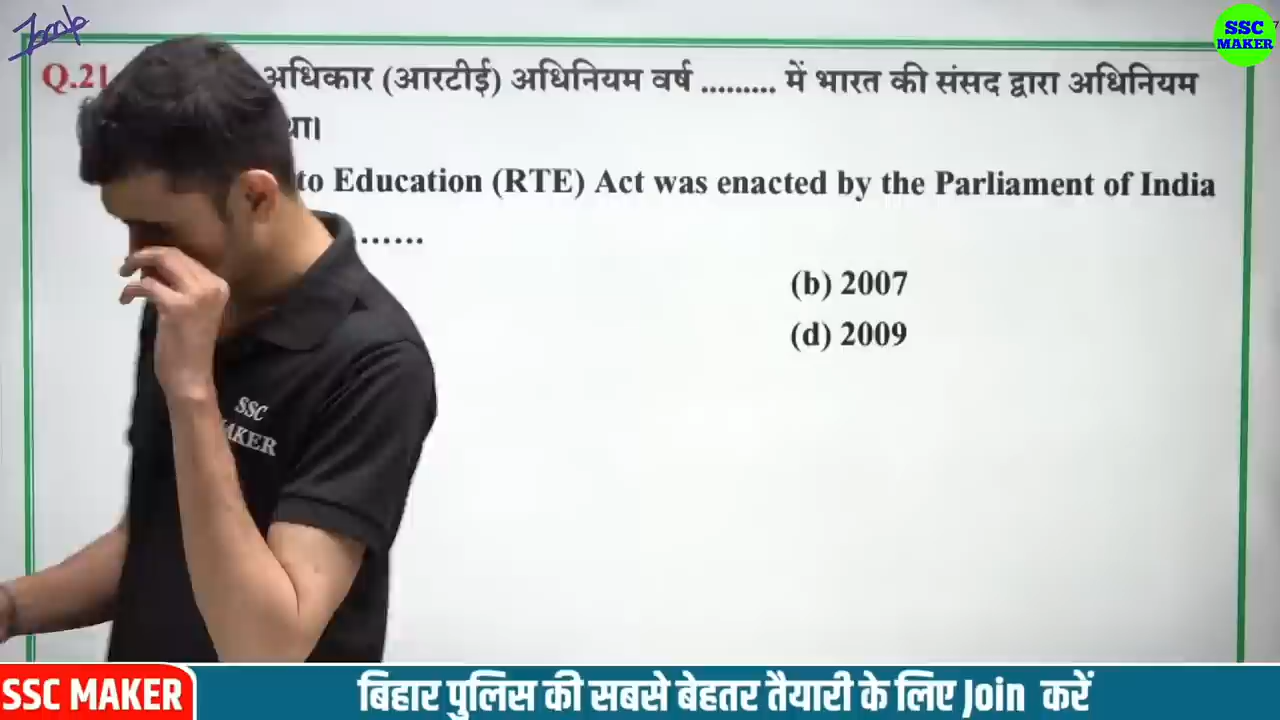 SSC
MAKER
Q.21 अधिकार (आरटीई) अधिनियम वर्ष ......... में भारत की संसद द्वारा अधिनियम
था।
to Education (RTE) Act was enacted by the Parliament of India
.......
(b) 2007
(d) 2009
SSC
MAKER
SSC MAKER
बिहार पुलिस की सबसे बेहतर तैयारी के लिए Join करें